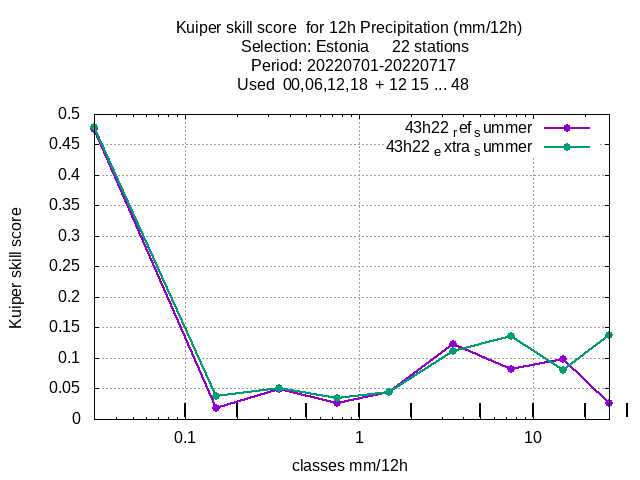 Kuiper skill score  for 12h Precipitation (mm/12h)
Selection: Estonia     22 stations
Period: 20220701-20220717
Used  00,06,12,18  + 12 15 ... 48
43h22 ref summer
43h22 extra summer
0.5
0.45
0.4
0.35
0.3
0.25
0.2
0.15
0.1
0.05
0
Kuiper skill score
0.1 1 10
classes mm/12h